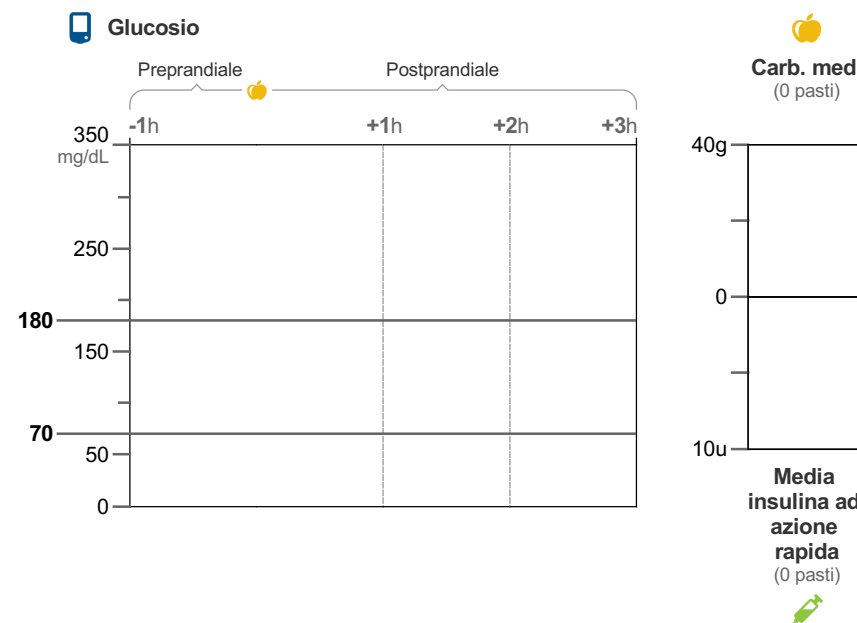 Glucosio
Preprandiale
Postprandiale
-1h
+1h
+2h
+3h
350
mg/dL
250
180
150
70
50
0
Carb. med
(0 pasti)
40g
0
10u
Media
insulina ad
azione
rapida
(0 pasti)